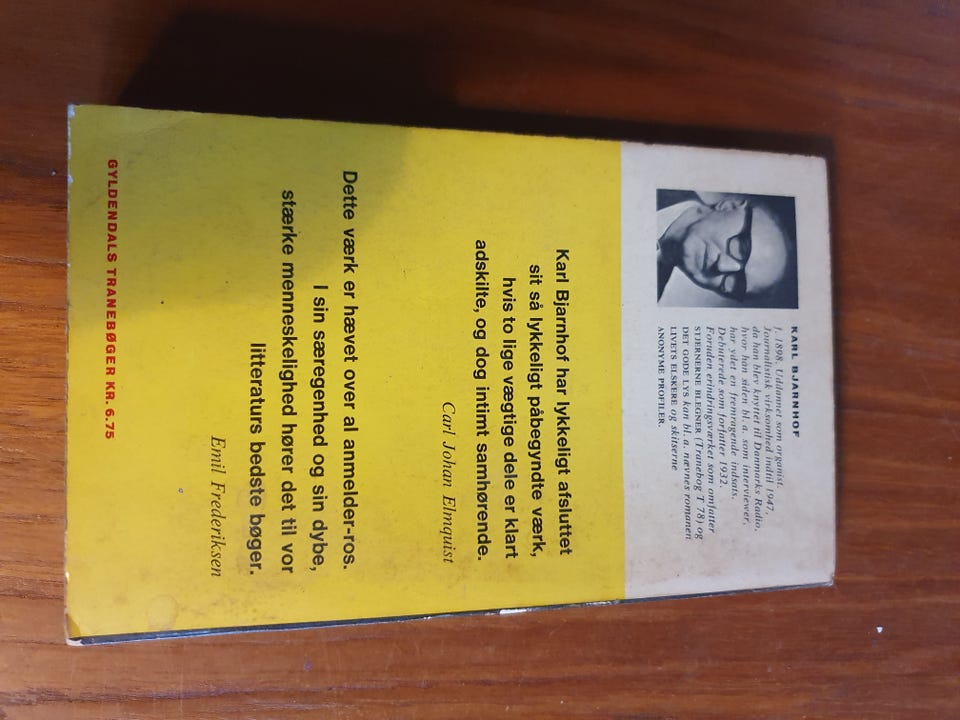 KARL BJARNHOF
f. 1898. Uddannet som organist.
Journalistisk virksomhed indtil 1947,
da han blev knyttet til Danmarks Radio,
hvor han siden bl. a. som interviewer,
har ydet en fremragende indsats.
Debuterede som forfatter 1932.
Foruden erindringsværket som omfatter
STJERNERNE BLEGNER (Tranebog T 78) og
DET GODE LYS kan bl. a. nævnes romanen
LIVETS ELSKERE og skitserne
ANONYME PROFILER.
Karl Bjarnhof har lykkeligt afsluttet
sit så lykkeligt påbegyndte værk,
hvis to lige vægtige dele er klart
adskilte, og dog intimt samhørende.
Carl Johan Elmquist
Dette værk er hævet over al anmelder-ros.
I sin særegenhed og sin dybe,
stærke menneskelighed hører det til vor
litteraturs bedste bøger.
Emil Frederiksen
GYLDENDALS TRANEBØGER KR. 6.75